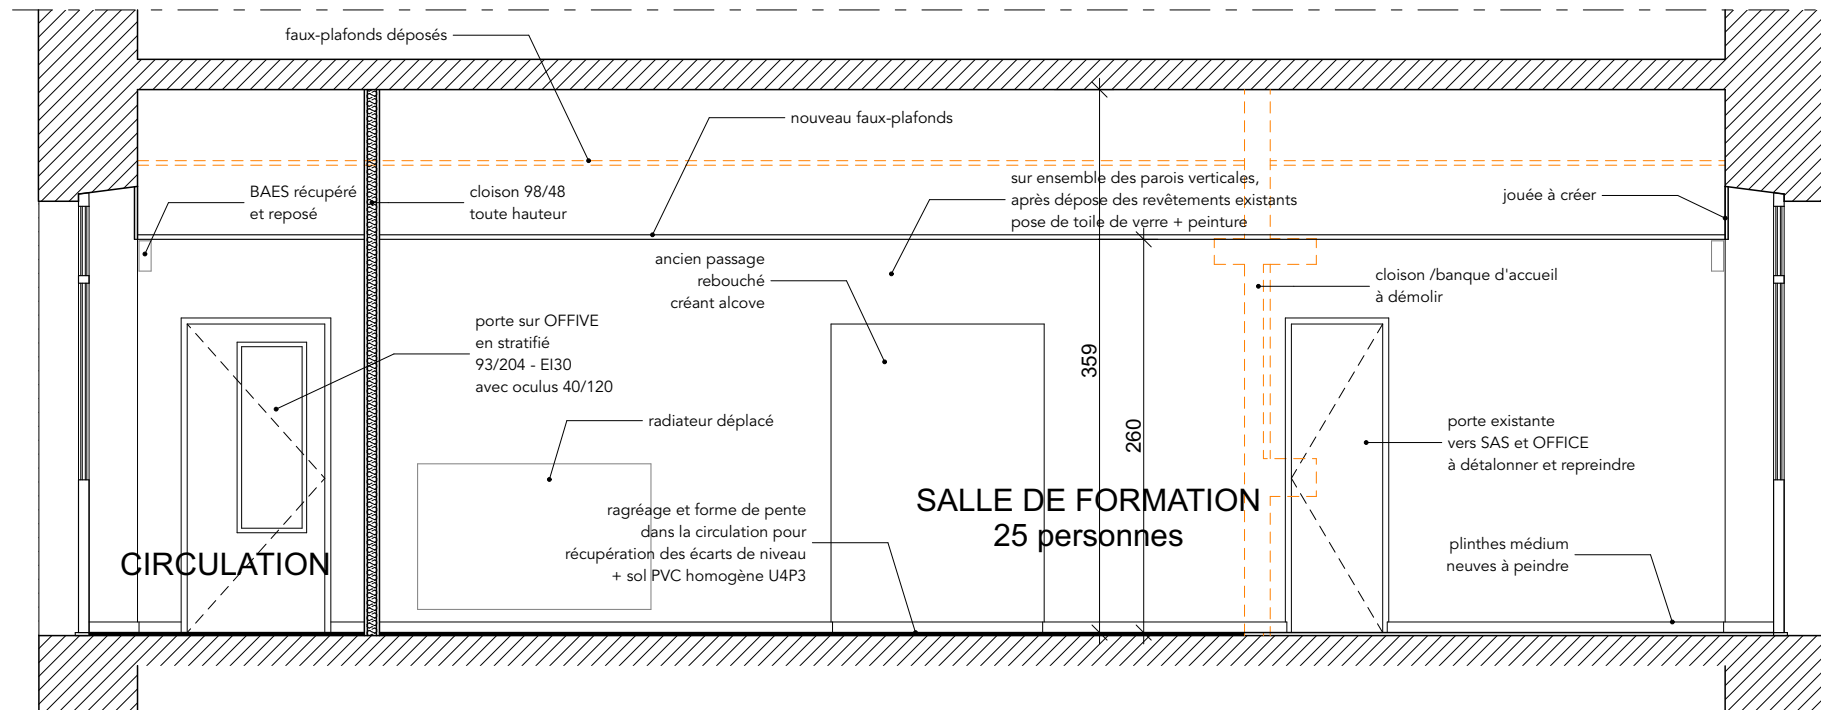 faux-plafonds déposés
nouveau faux-plafonds
BAES récupéré
et reposé
cloison 98/48
toute hauteur
sur ensemble des parois verticales,
après dépose des revêtements existants
pose de toile de verre + peinture
jouée à créer
ancien passage
rebouché
créant alcove
cloison /banque d'accueil
à démolir
porte sur OFFIVE
en stratifié
93/204 - EI30
avec oculus 40/120
359
260
radiateur déplacé
porte existante
vers SAS et OFFICE
à détalonner et repreindre
SALLE DE FORMATION
25 personnes
ragréage et forme de pente
dans la circulation pour
récupération des écarts de niveau
+ sol PVC homogène U4P3
CIRCULATION
plinthes médium
neuves à peindre